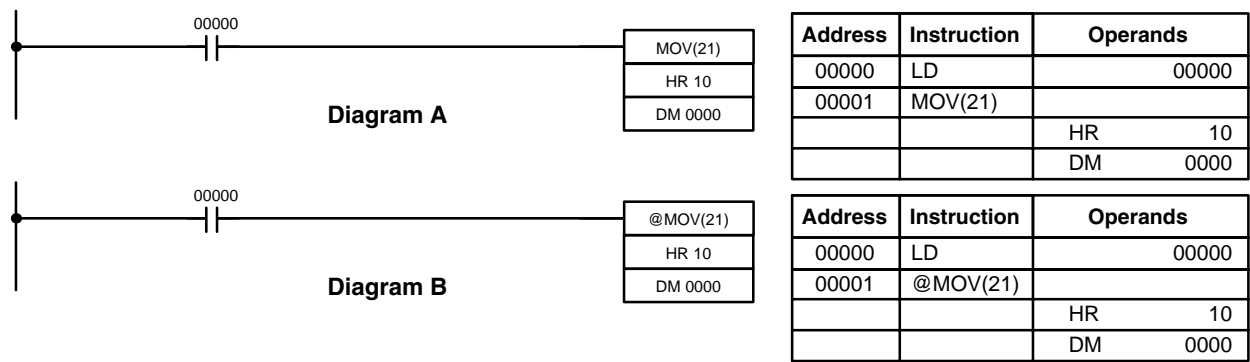 00000
MOV(21)
HR 10
DM 0000
Diagram A
Address Instruction Operands
00000 LD 00000
00001 MOV(21)
HR 10
DM 0000
00000
@MOV(21)
HR 10
DM 0000
Diagram B
Address Instruction Operands
00000 LD 00000
00001 @MOV(21)
HR 10
DM 0000